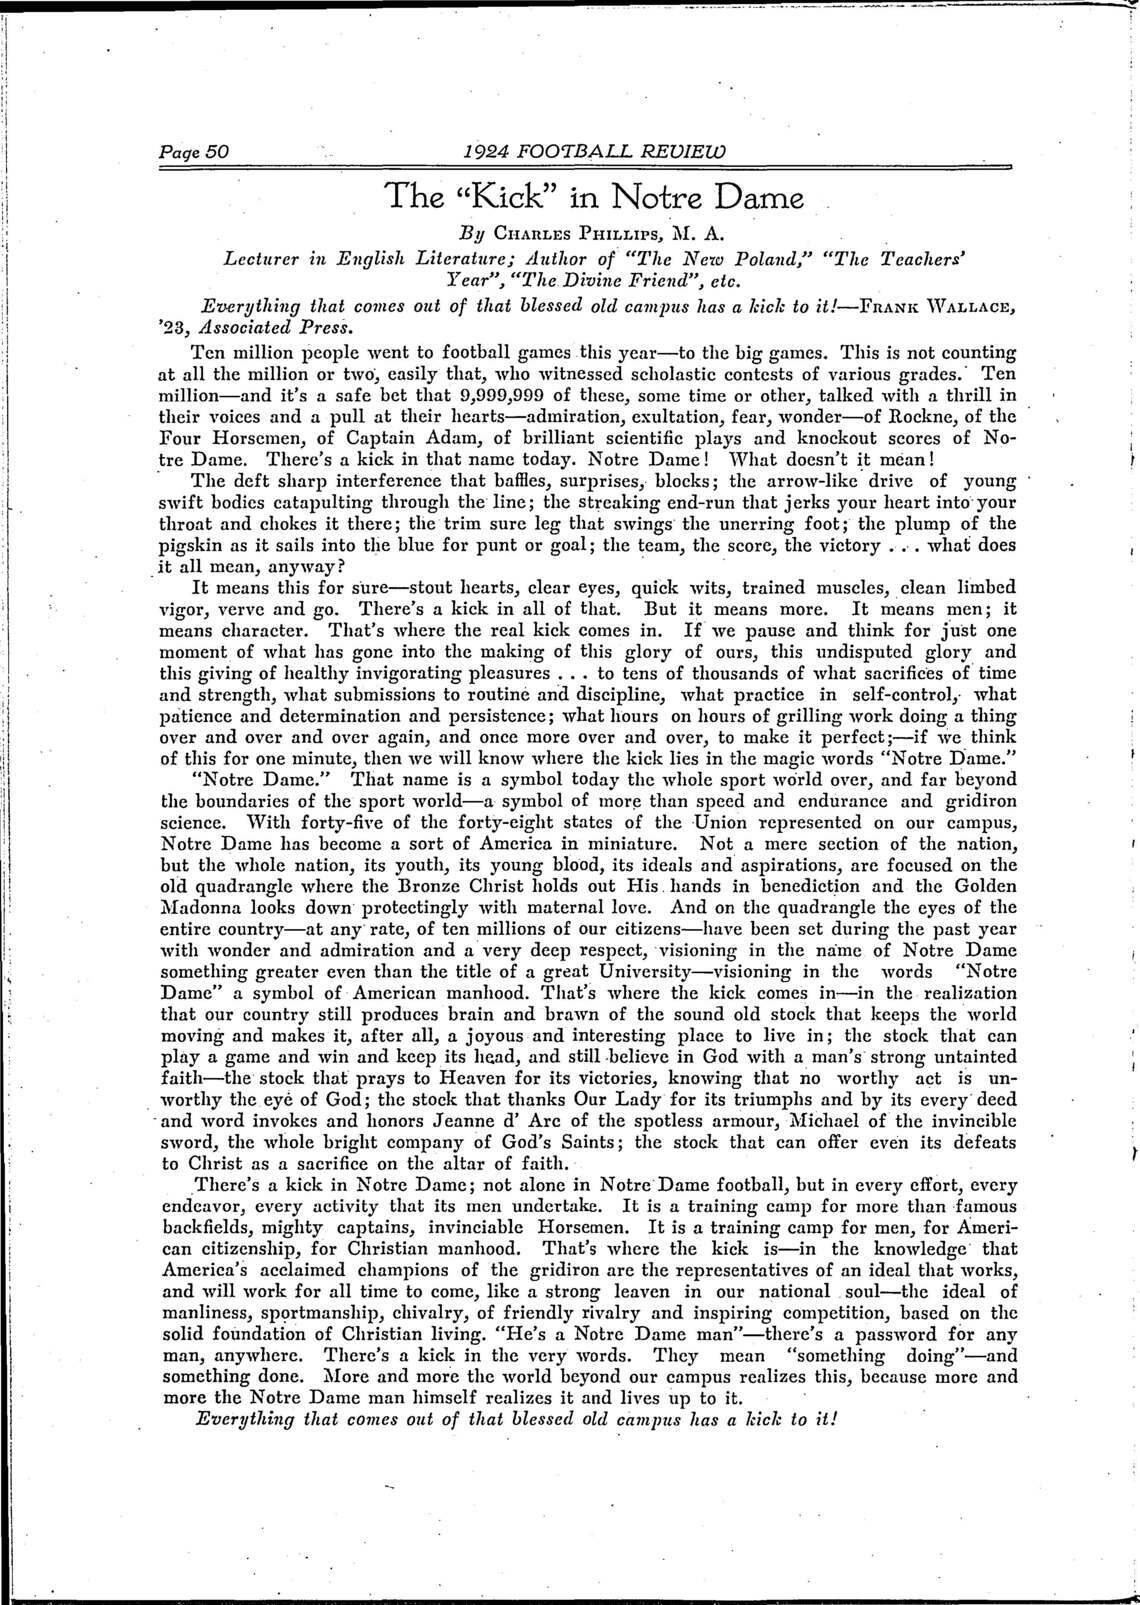 Page 50 1924 FOOTBALL REVIEW
The "Kick" in Notre Dame
By CHARLES PHILLIPS, M. A.
Lecturer in English Literature; Author of "The New Poland," "The Teachers'
Year", "The Divine Friend", etc.
Everything that comes out of that blessed old campus has a kick to it!—FRANK WALLACE,
'23, Associated Press.
Ten million people went to football games this year—to the big games. This is not counting
at all the million or two, easily that, who witnessed scholastic contests of various grades. Ten
million—and it's a safe bet that 9,999,999 of these, some time or other, talked with a thrill in
their voices and a pull at their hearts—admiration, exultation, fear, wonder—of Rockne, of the
Four Horsemen, of Captain Adam, of brilliant scientific plays and knockout scores of No-
tre Dame. There's a kick in that name today. Notre Dame! What doesn't it mean!
The deft sharp interference that baffles, surprises, blocks; the arrow-like drive of young
swift bodies catapulting through the line; the streaking end-run that jerks your heart into your
throat and chokes it there; the trim sure leg that swings the unerring foot; the plump of the
pigskin as it sails into the blue for punt or goal; the team, the score, the victory . . . what does
it all mean, anyway?
It means this for sure—stout hearts, clear eyes, quick wits, trained muscles, clean limbed
vigor, verve and go. There's a kick in all of that. But it means more. It means men; it
means character. That's where the real kick comes in. If we pause and think for just one
moment of what has gone into the making of this glory of ours, this undisputed glory and
this giving of healthy invigorating pleasures . . . to tens of thousands of what sacrifices of time
and strength, what submissions to routine and discipline, what practice in self-control, what
patience and determination and persistence; what hours on hours of grilling work doing a thing
over and over and over again, and once more over and over, to make it perfect;—if we think
of this for one minute, then we will know where the kick lies in the magic words "Notre Dame."
"Notre Dame." That name is a symbol today the whole sport world over, and far beyond
the boundaries of the sport world—a symbol of more than speed and endurance and gridiron
science. With forty-five of the forty-eight states of the Union represented on our campus,
Notre Dame has become a sort of America in miniature. Not a mere section of the nation,
but the whole nation, its youth, its young blood, its ideals and aspirations, are focused on the
old quadrangle where the Bronze Christ holds out His hands in benediction and the Golden
Madonna looks down protectingly with maternal love. And on the quadrangle the eyes of the
entire country—at any rate, of ten millions of our citizens—have been set during the past year
with wonder and admiration and a very deep respect, visioning in the name of Notre Dame
something greater even than the title of a great University—visioning in the words "Notre
Dame" a symbol of American manhood. That's where the kick comes in—in the realization
that our country still produces brain and brawn of the sound old stock that keeps the world
moving and makes it, after all, a joyous and interesting place to live in; the stock that can
play a game and win and keep its head, and still believe in God with a man's strong untainted
faith—the stock that prays to Heaven for its victories, knowing that no worthy act is un-
worthy the eye of God; the stock that thanks Our Lady for its triumphs and by its every deed
and word invokes and honors Jeanne d' Arc of the spotless armour, Michael of the invincible
sword, the whole bright company of God's Saints; the stock that can offer even its defeats
to Christ as a sacrifice on the altar of faith.
There's a kick in Notre Dame; not alone in Notre Dame football, but in every effort, every
endeavor, every activity that its men undertake. It is a training camp for more than famous
backfields, mighty captains, invinciable Horsemen. It is a training camp for men, for Ameri-
can citizenship, for Christian manhood. That's where the kick is—in the knowledge that
America's acclaimed champions of the gridiron are the representatives of an ideal that works,
and will work for all time to come, like a strong leaven in our national soul—the ideal of
manliness, sportmanship, chivalry, of friendly rivalry and inspiring competition, based on the
solid foundation of Christian living. "He's a Notre Dame man"—there's a password for any
man, anywhere. There's a kick in the very words. They mean "something doing"—and
something done. More and more the world beyond our campus realizes this, because more and
more the Notre Dame man himself realizes it and lives up to it.
Everything that comes out of that blessed old campus has a kick to it!